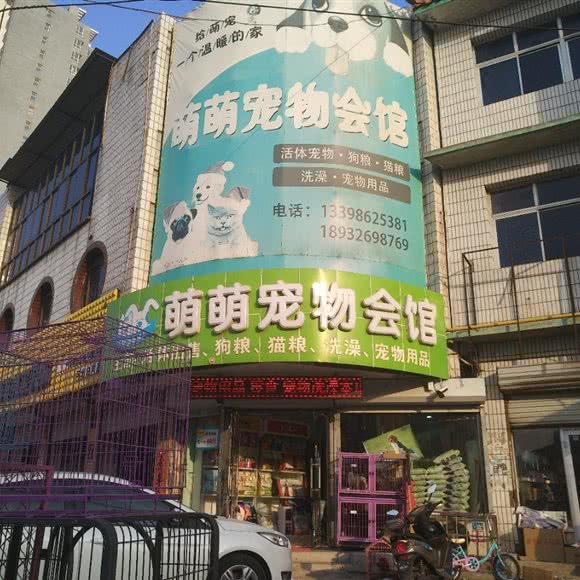 给萌宠
一个温暖的家
萌萌宠物会馆
活体宠物·狗粮·猫粮
洗澡·宠物用品
电话：13398625381
18932698769
萌萌宠物会馆
、狗粮、猫粮、洗澡、宠物用品